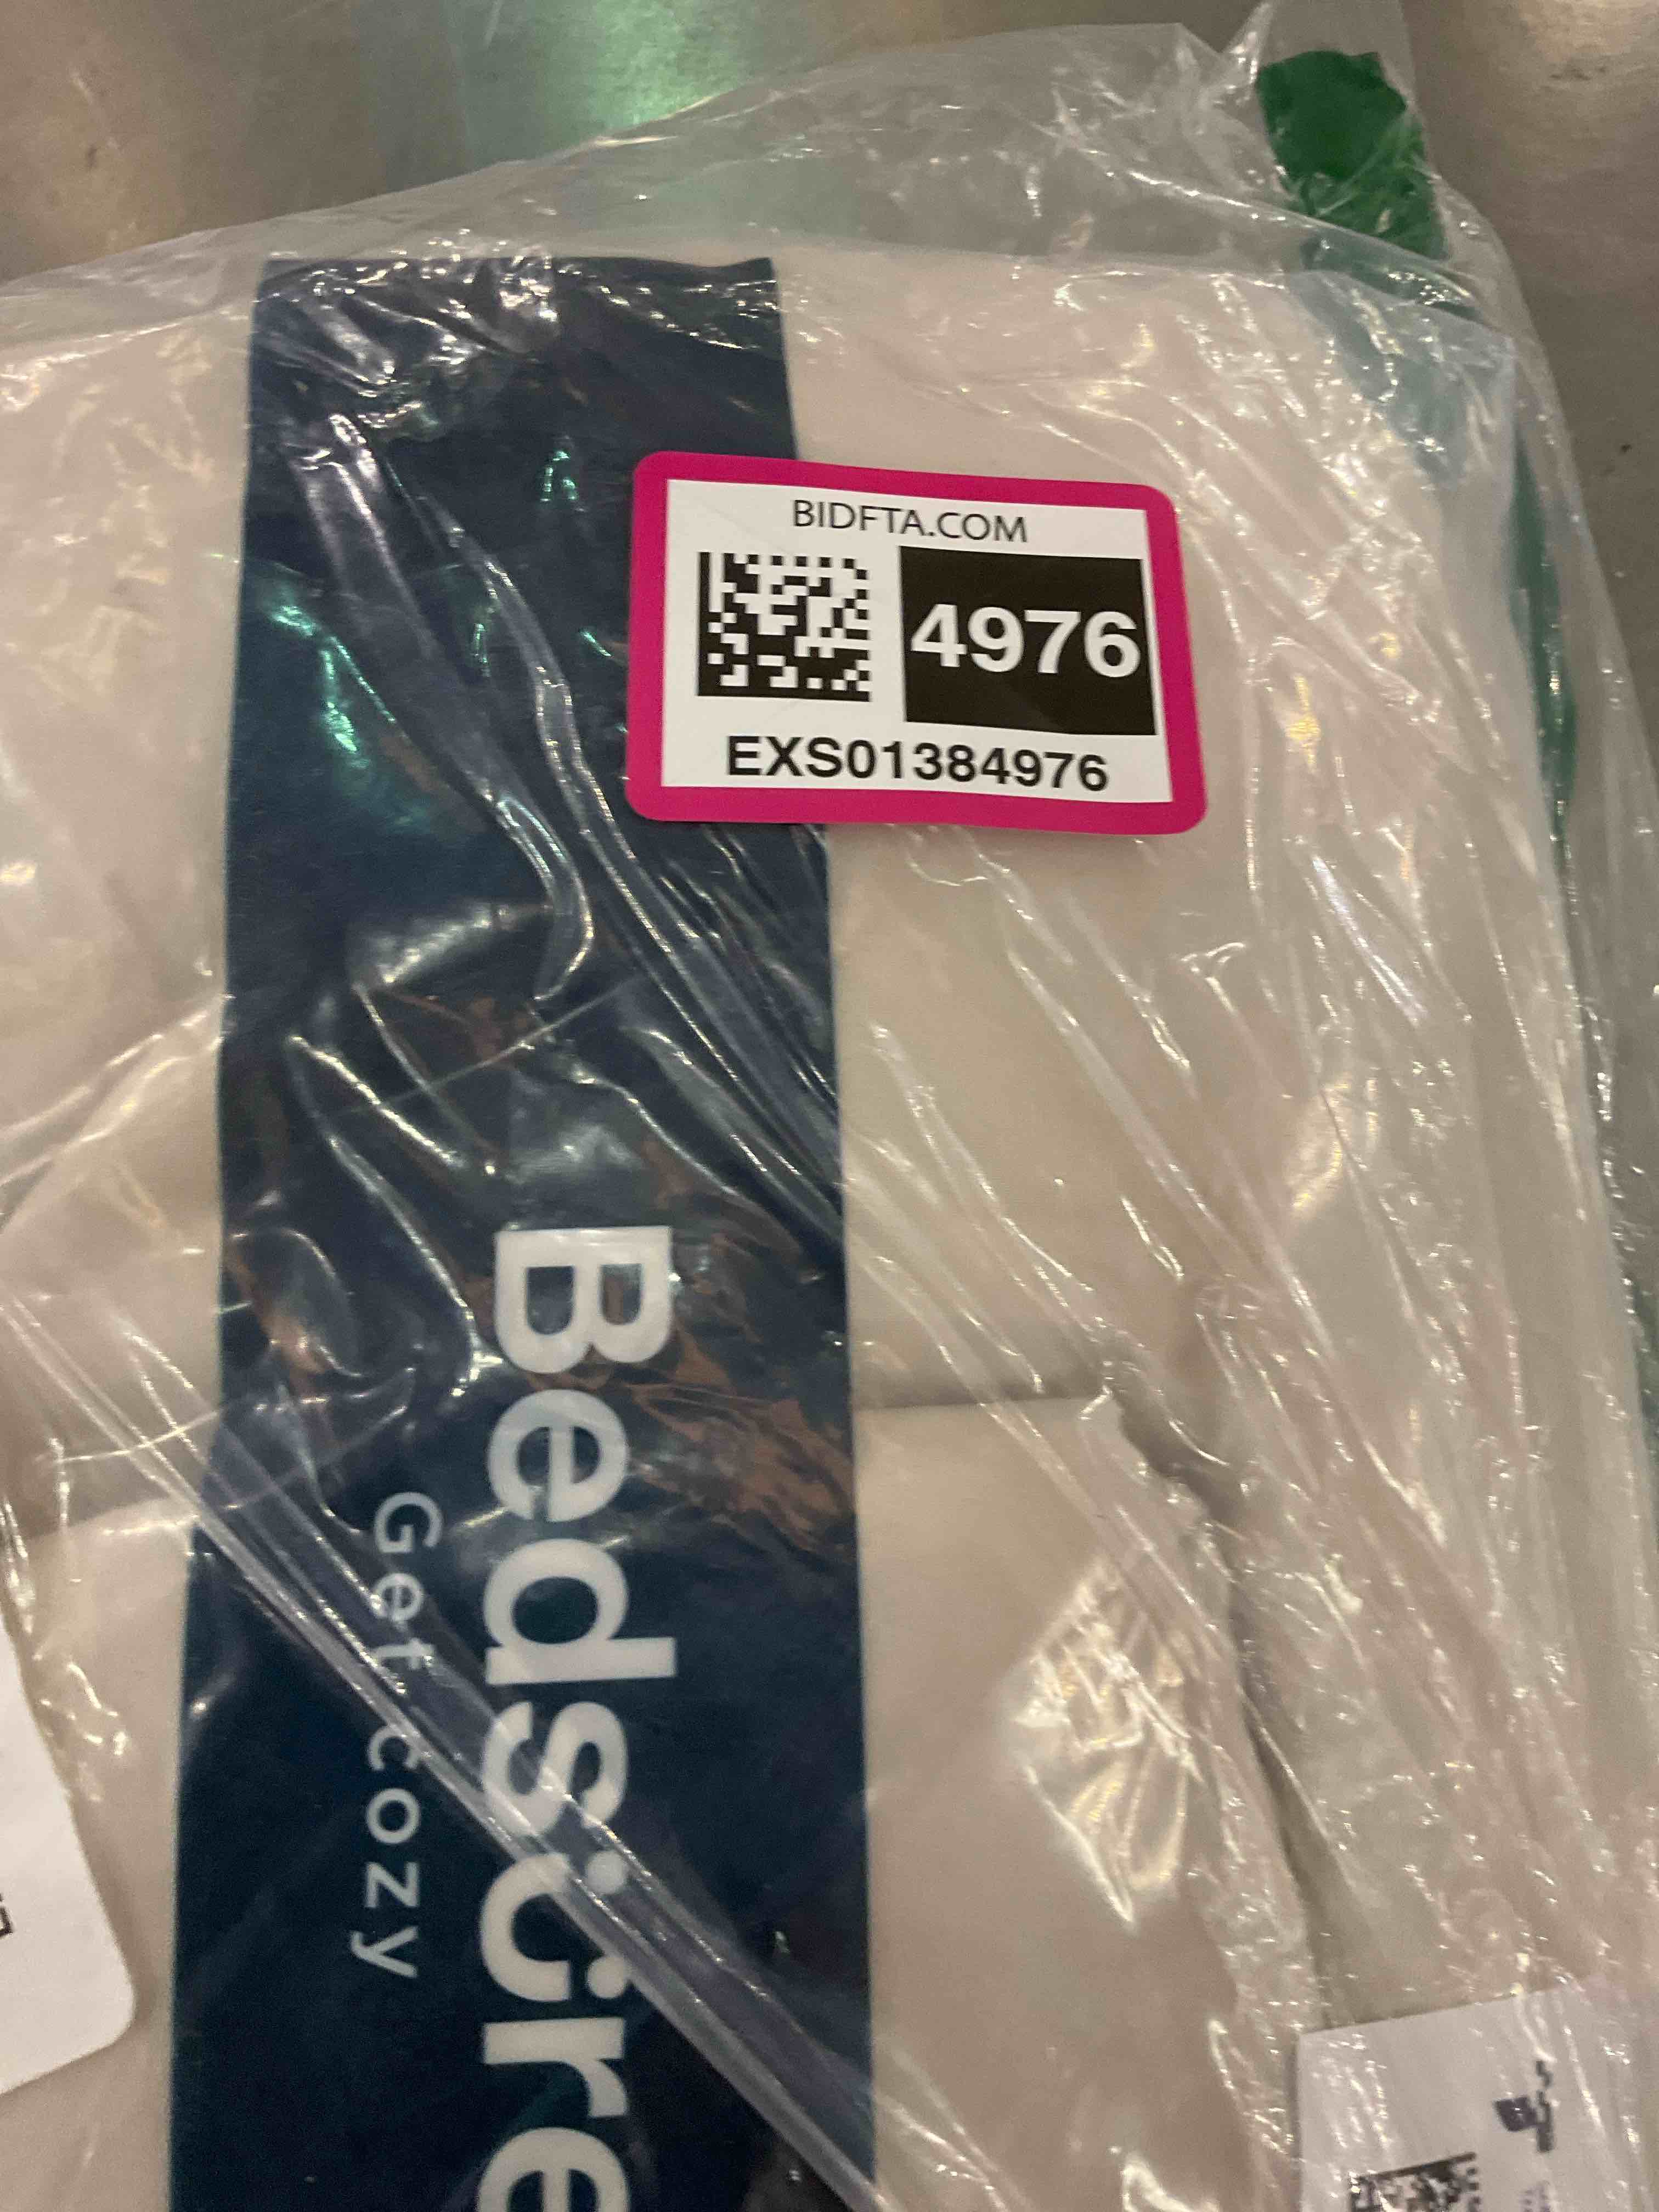 BIDFTA.COM
4976
EXS01384976
Bedsure
Get cozy